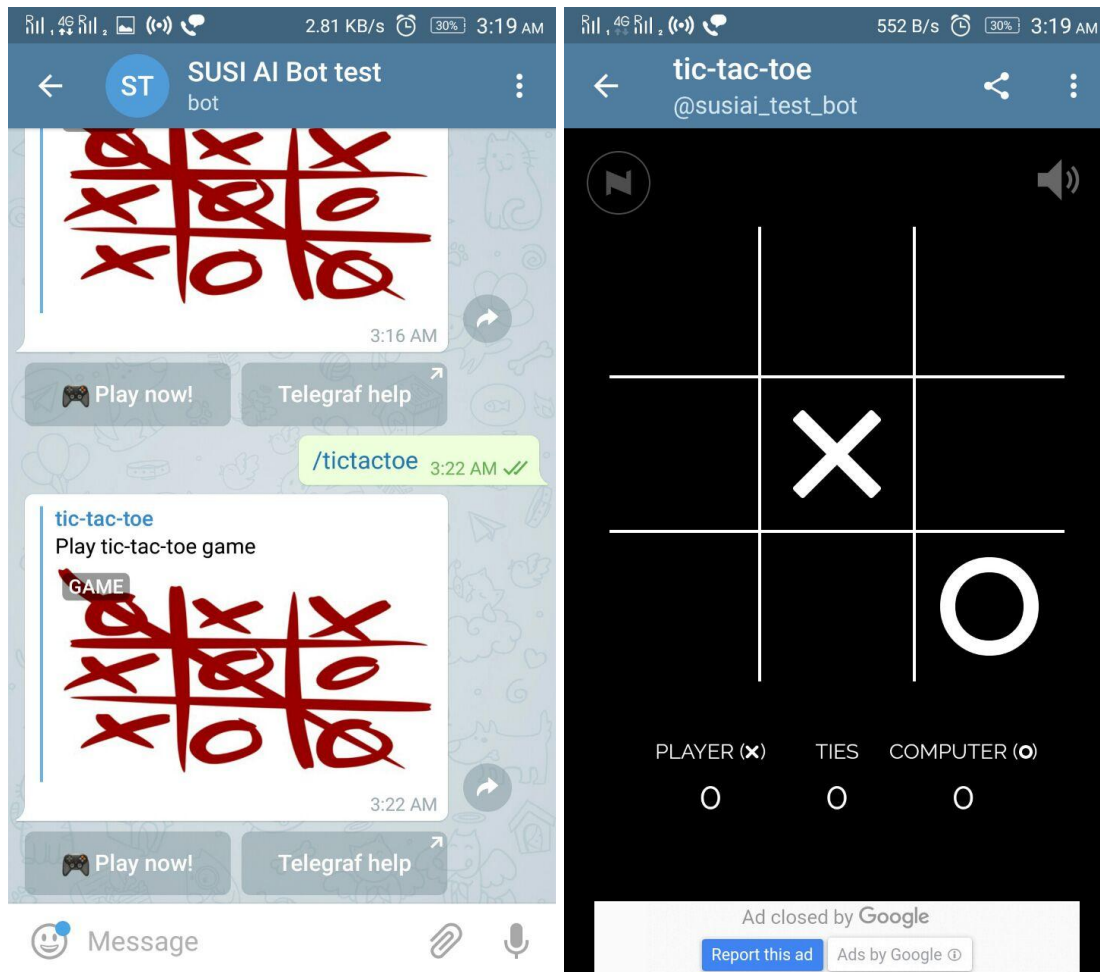 2.81 KB/s 30% 3:19 AM
ST
SUSI AI Bot test
bot
3:16 AM
Play now! Telegraf help
/tictactoe 3:22 AM
tic-tac-toe
Play tic-tac-toe game
GAME
3:22 AM
Play now! Telegraf help
Message
552 B/s 30% 3:19 AM
tic-tac-toe
@susiai_test_bot
PLAYER (X) TIES COMPUTER (O)
0 0 0
Ad closed by Google
Report this ad Ads by Google